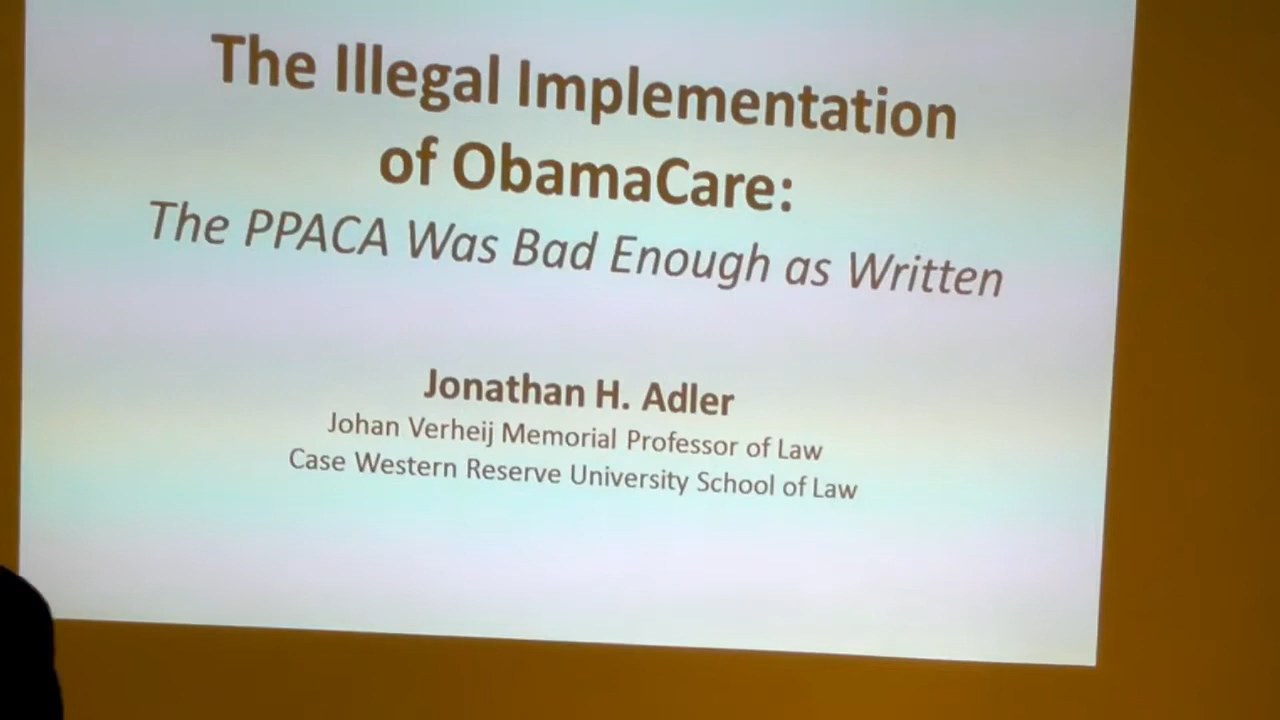 The Illegal Implementation
of ObamaCare:
The PPACA Was Bad Enough as Written
Jonathan H. Adler
Johan Verheij Memorial Professor of Law
Case Western Reserve University School of Law